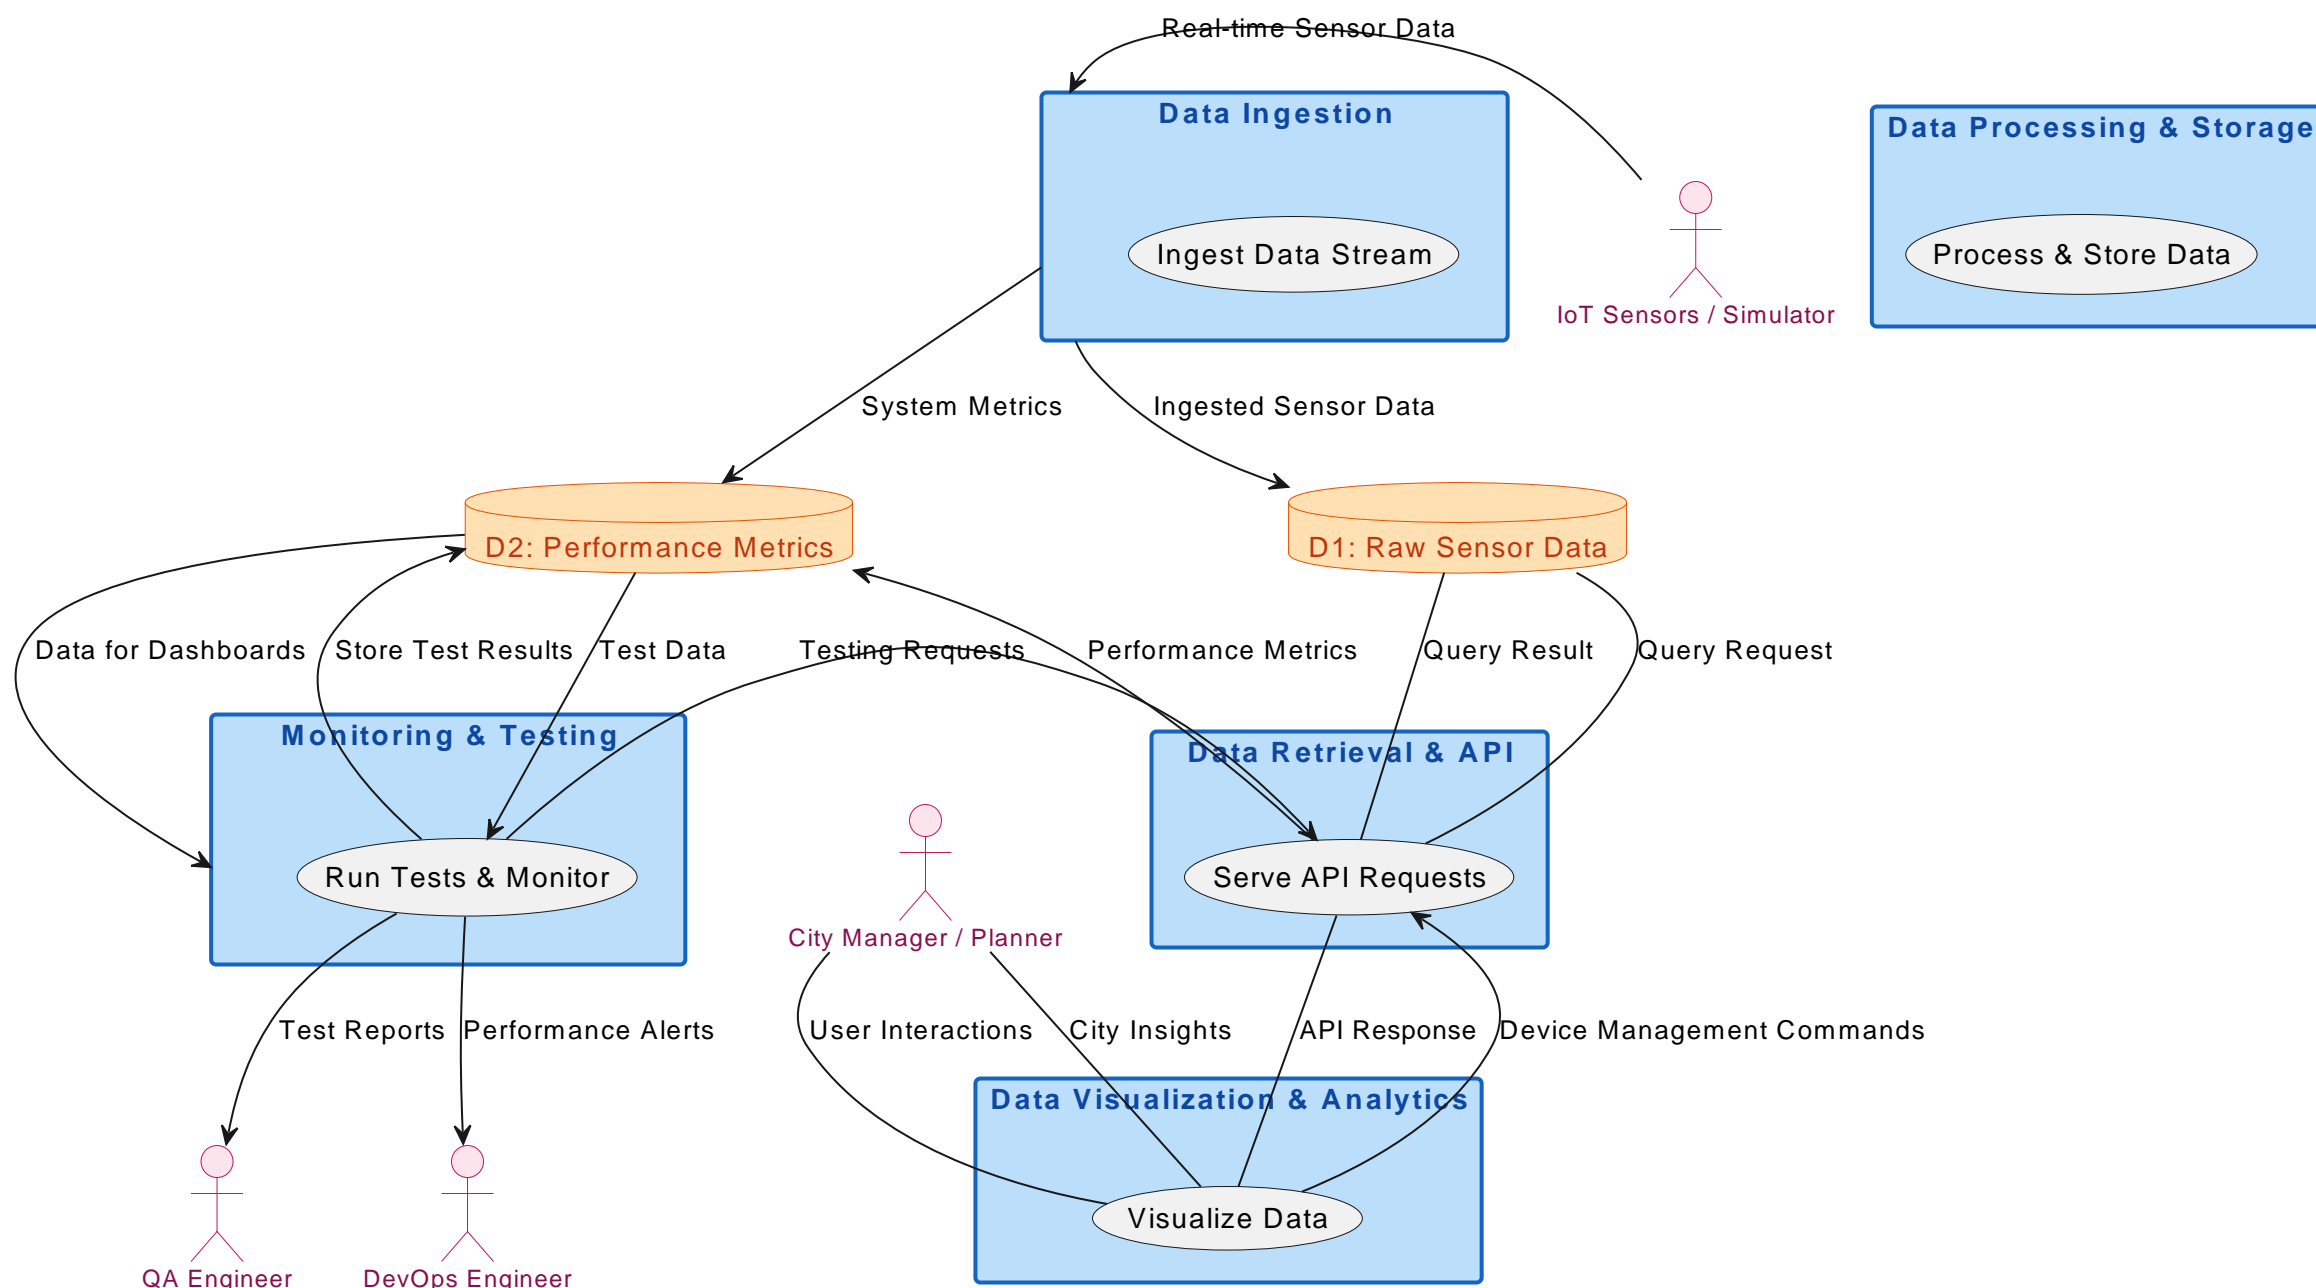 Real-time Sensor Data
Data Ingestion
Data Processing & Storage
Ingest Data Stream
Process & Store Data
IoT Sensors / Simulator
System Metrics
Ingested Sensor Data
D2: Performance Metrics
D1: Raw Sensor Data
Data for Dashboards
Store Test Results
Test Data
Testing Requests
Performance Metrics
Query Result
Query Request
Monitoring & Testing
Data Retrieval & API
Run Tests & Monitor
Serve API Requests
City Manager / Planner
Test Reports
Performance Alerts
User Interactions
City Insights
API Response
Device Management Commands
Data Visualization & Analytics
Visualize Data
QA Engineer
DevOps Engineer